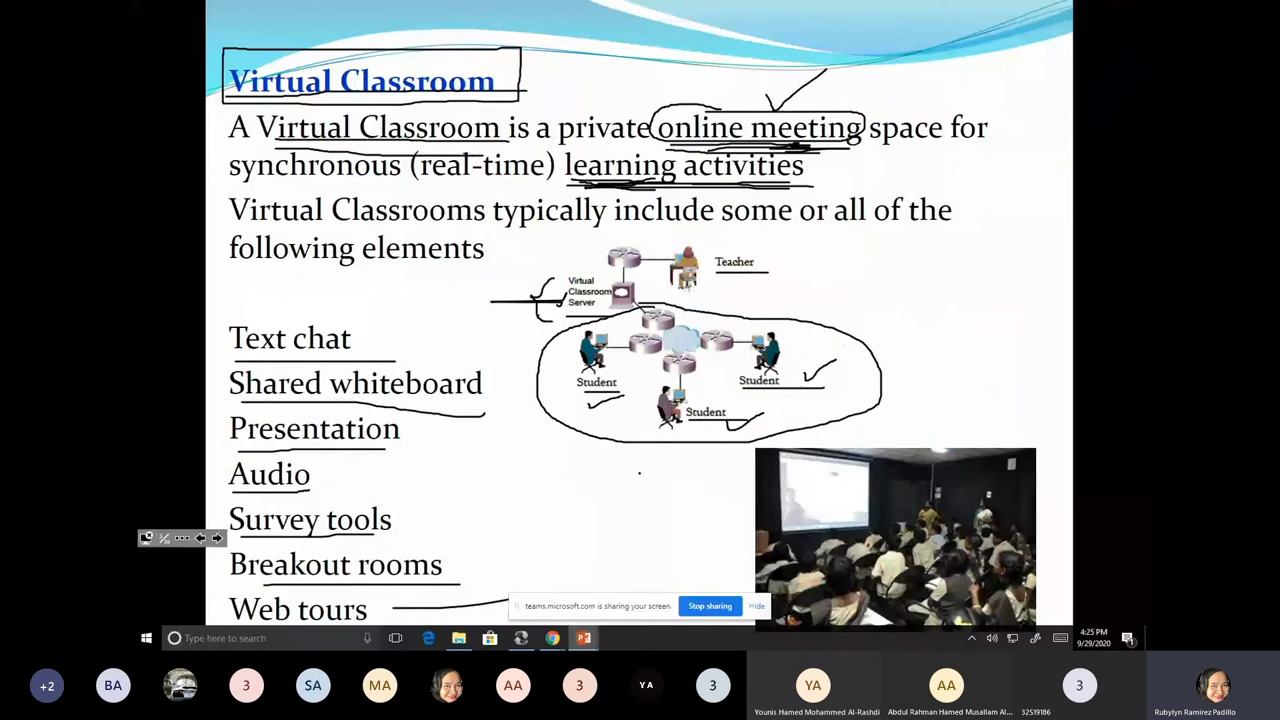 Virtual Classroom
A Virtual Classroom is a private online meeting space for
synchronous (real-time) learning activities
Virtual Classrooms typically include some or all of the
following elements
Teacher
Virtual
Classroom
Server
Text chat
Student
Student
Shared whiteboard
Student
Presentation
Audio
Survey tools
Breakout rooms
Web tours
teams.microsoft.com is sharing your screen.
Stop sharing
Hide
Type here to search
4:25 PM
9/29/2020
+2
BA
3
SA
MA
AA
3
Y A
3
YA
AA
3
Younis Hamed Mohammed Al-Rashdi
Abdul Rahman Hamed Musallam Al...
32S19186
Rubylyn Ramirez Padillo